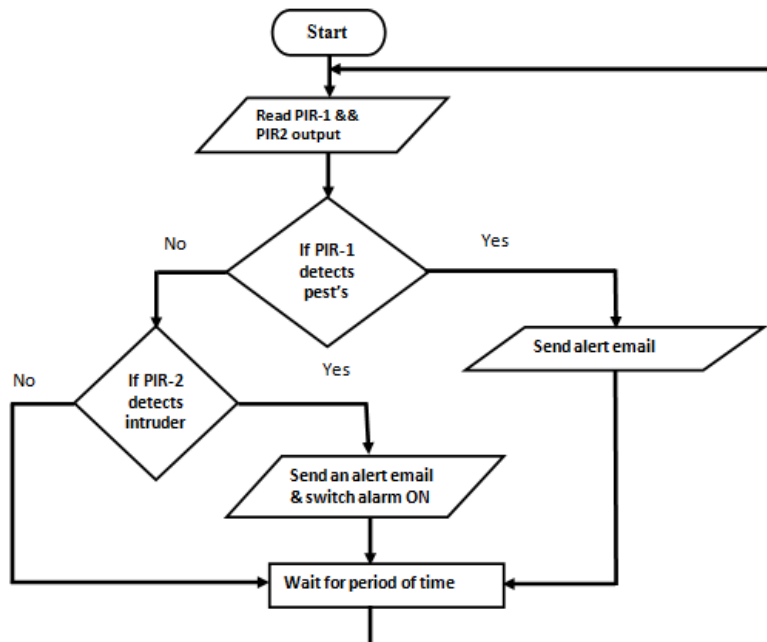 Start
Read PIR-1 &&
PIR2 output
If PIR-1
detects
pest's
No
Yes
Send alert email
If PIR-2
detects
intruder
No
Yes
Send an alert email
& switch alarm ON
Wait for period of time